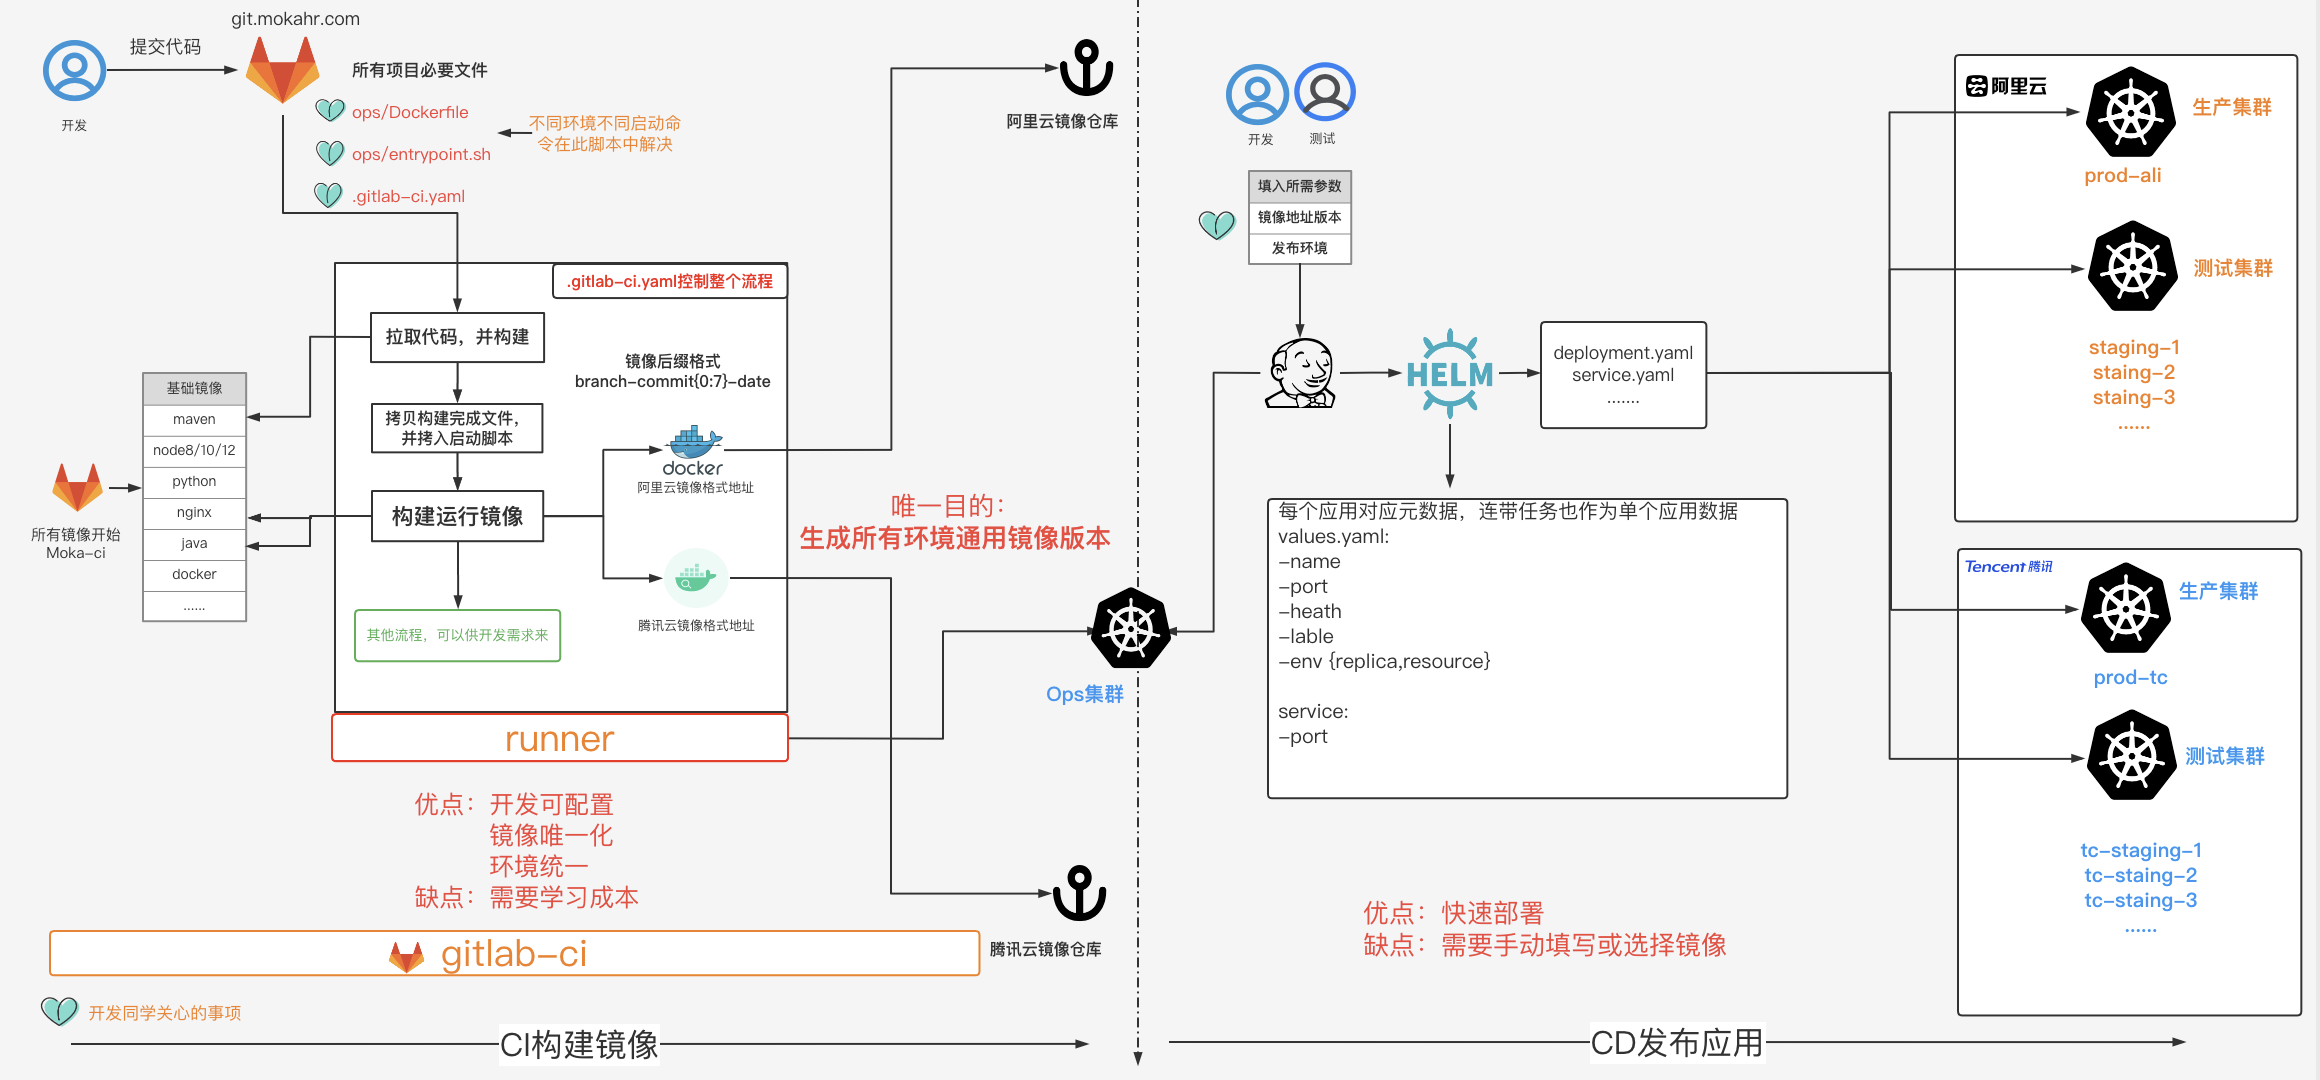 git.mokahr.com
提交代码
开发
所有项目必要文件
ops/Dockerfile
ops/entrypoint.sh
.gitlab-ci.yaml
不同环境不同启动命
令在此脚本中解决
.gitlab-ci.yaml控制整个流程
拉取代码，并构建
拷贝构建完成文件，
并拷入启动脚本
构建运行镜像
其他流程，可以供开发需求来
镜像后缀格式
branch-commit{0:7}-date
docker
阿里云镜像格式地址
腾讯云镜像格式地址
基础镜像
maven
node8/10/12
python
nginx
java
docker
......
所有镜像开始
Moka-ci
runner
优点：开发可配置
镜像唯一化
环境统一
缺点：需要学习成本
gitlab-ci
开发同学关心的事项
CI构建镜像
阿里云镜像仓库
唯一目的：
生成所有环境通用镜像版本
Ops集群
腾讯云镜像仓库
开发
测试
填入所需参数
镜像地址版本
发布环境
HELM
deployment.yaml
service.yaml
.......
每个应用对应元数据，连带任务也作为单个应用数据
values.yaml:
-name
-port
-heath
-lable
-env {replica,resource}
service:
-port
优点：快速部署
缺点：需要手动填写或选择镜像
CD发布应用
阿里云
生产集群
prod-ali
测试集群
staging-1
staing-2
staing-3
......
Tencent 腾讯
生产集群
prod-tc
测试集群
tc-staging-1
tc-staing-2
tc-staing-3
......